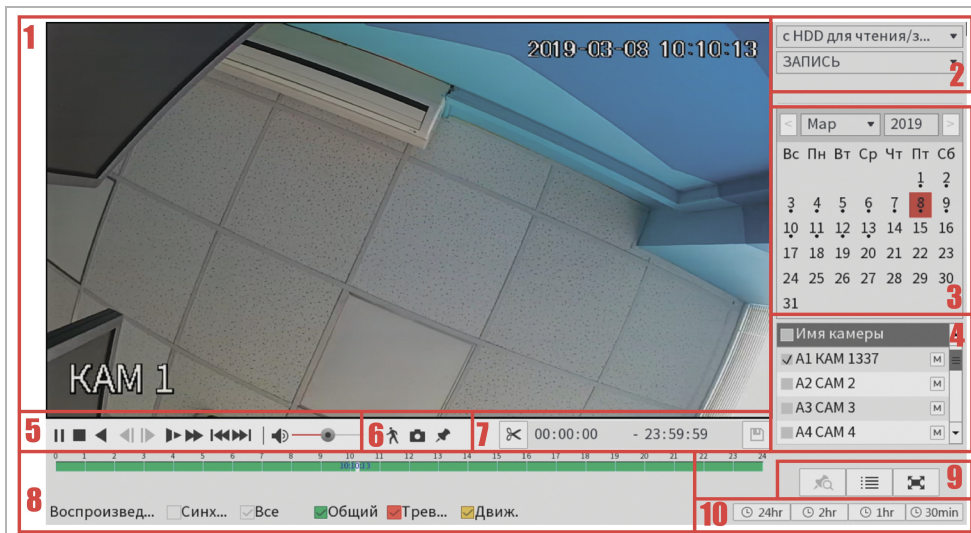 1
2019-03-08 10:10:13
КАМ 1
с HDD для чтения/з...
ЗАПИСЬ
2
< Мар 2019 >
Вс Пн Вт Ср Чт Пт Сб
1 2
3 4 5 6 7 8 9
10 11 12 13 14 15 16
17 18 19 20 21 22 23
24 25 26 27 28 29 30
31
3
Имя камеры
4
A1 КАМ 1337 M
A2 CAM 2 M
A3 CAM 3 M
A4 CAM 4 M
5
6
7
00:00:00 - 23:59:59
0 1 2 3 4 5 6 7 8 9 10 11 12 13 14 15 16 17 18 19 20 21 22 23 24
10:10:13
8
Воспроизвед... Синх... Все Общий Трев... Движ.
9
10
24hr 2hr 1hr 30min